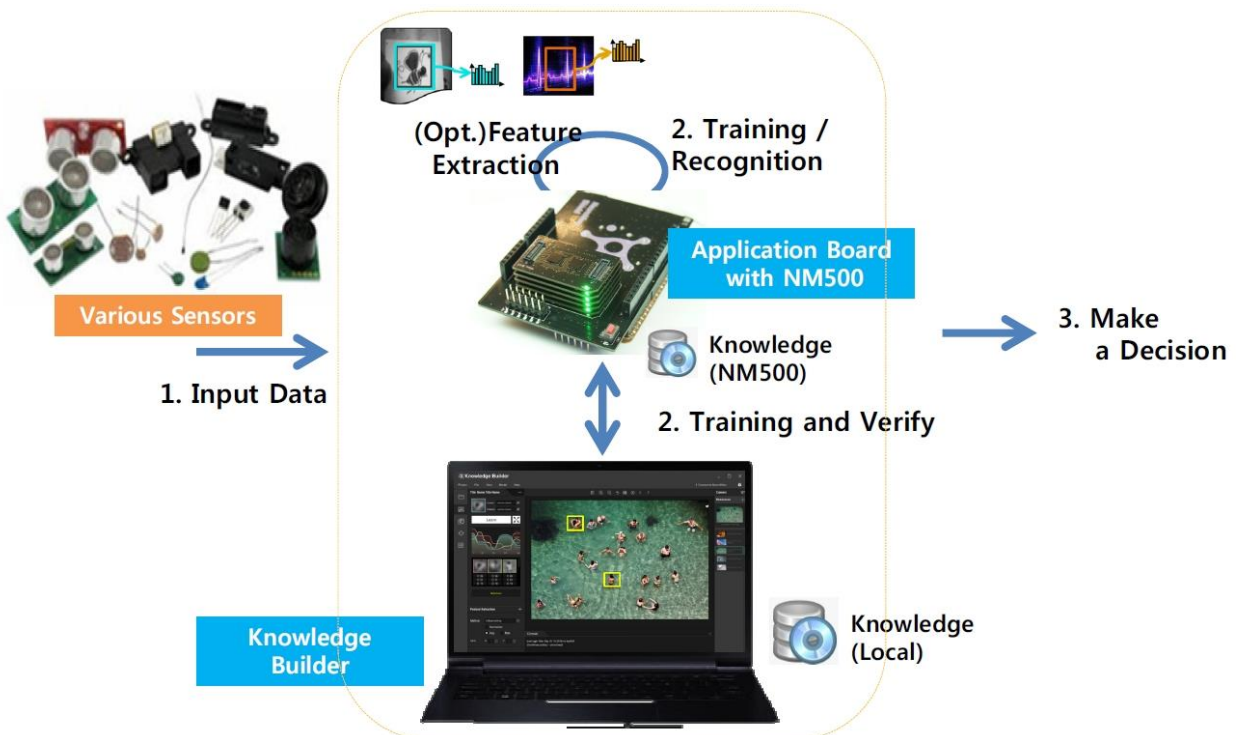 (Opt.)Feature
Extraction
2. Training /
Recognition
Various Sensors
1. Input Data
Application Board
with NM500
Knowledge
(NM500)
3. Make
a Decision
2. Training and Verify
Knowledge Builder
Knowledge
Builder
Knowledge
(Local)